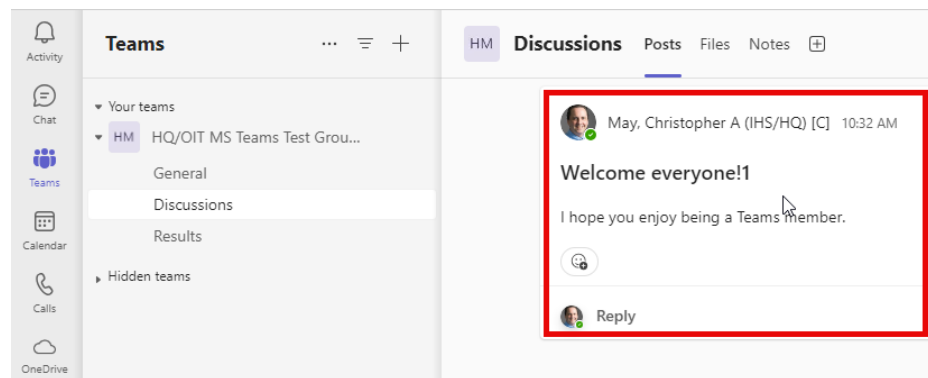 Activity
Chat
Teams
Calendar
Calls
OneDrive
Teams
Your teams
HM HQ/OIT MS Teams Test Grou...
General
Discussions
Results
Hidden teams
HM Discussions Posts Files Notes
May, Christopher A (IHS/HQ) [C] 10:32 AM
Welcome everyone!1
I hope you enjoy being a Teams member.
Reply